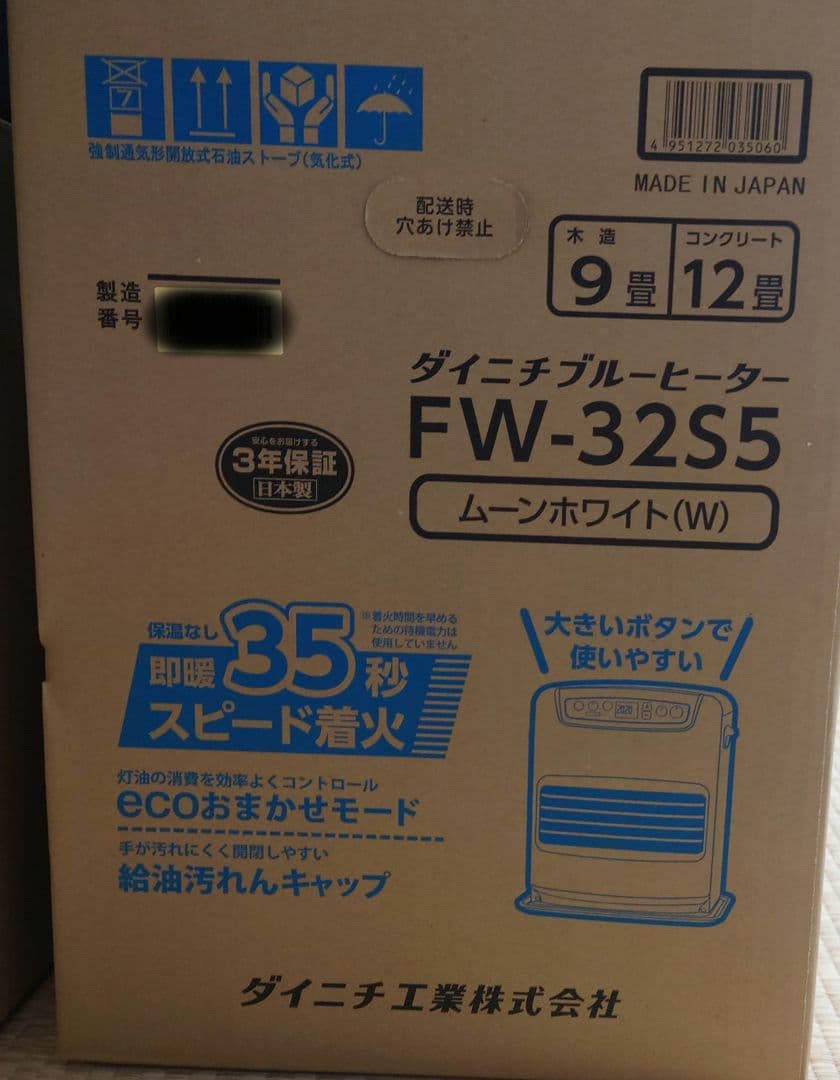 7
強制通気形開放式石油ストーブ(気化式)
4 951272 035060
MADE IN JAPAN
配送時
穴あけ禁止
木造
9畳
コンクリート
12畳
製造
番号
ダイニチブルーヒーター
FW-32S5
ムーンホワイト(W)
安心をお届けする
3年保証
日本製
保温なし
即暖35秒
※着火時間を早める
ための待機電力は
使用していません
スピード着火
大きいボタンで
使いやすい
2020
灯油の消費を効率よくコントロール
ecoおまかせモード
手が汚れにくく開閉しやすい
給油汚れんキャップ
ダイニチ工業株式会社